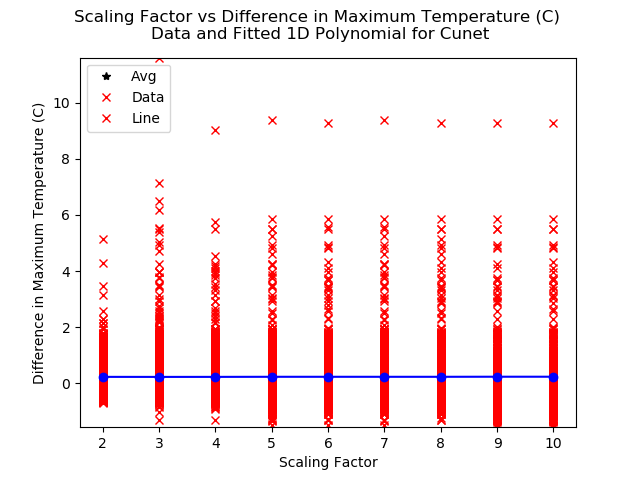 Scaling Factor vs Difference in Maximum Temperature (C)
Data and Fitted 1D Polynomial for Cunet
Avg
Data
Line
Difference in Maximum Temperature (C)
10
8
6
4
2
0
2 3 4 5 6 7 8 9 10
Scaling Factor